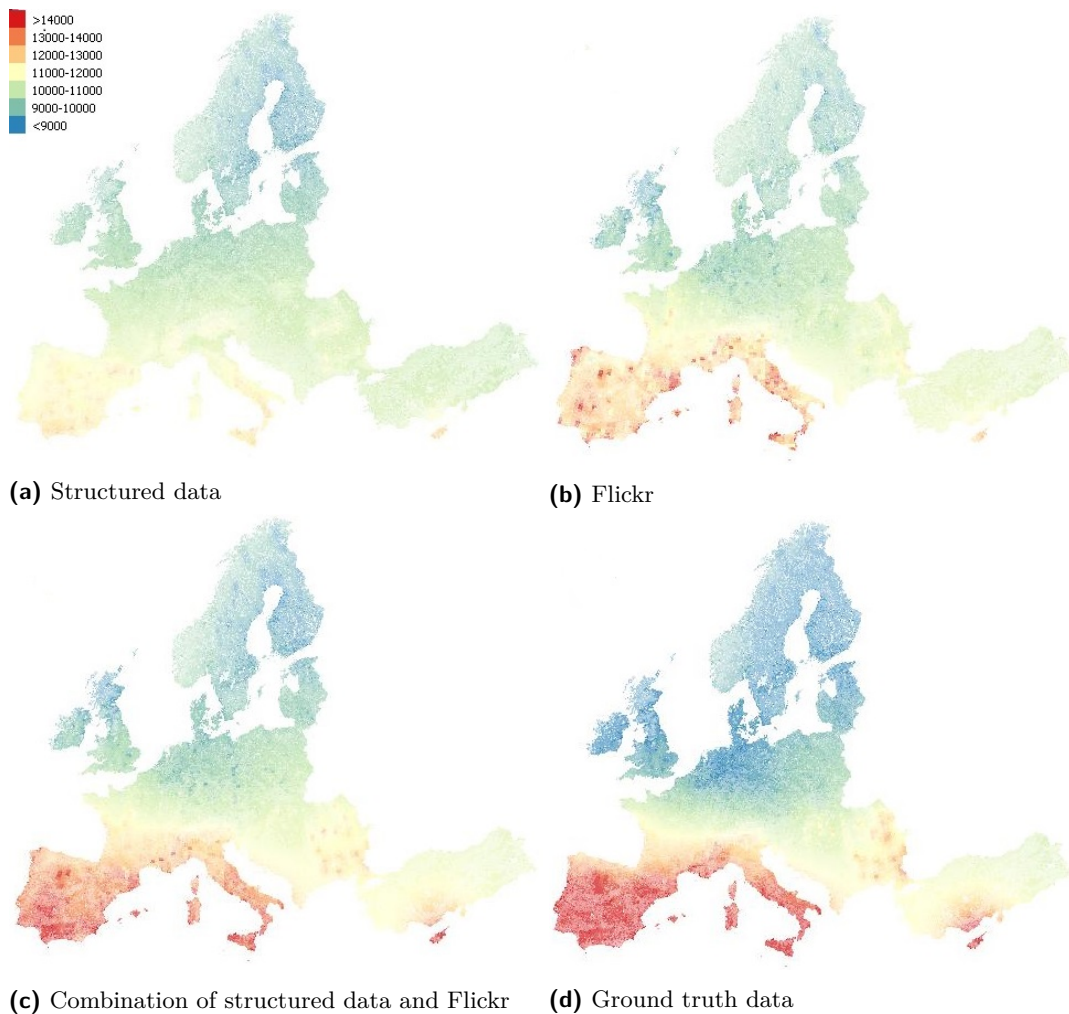 >14000
13000-14000
12000-13000
11000-12000
10000-11000
9000-10000
<9000
(a) Structured data
(b) Flickr
(c) Combination of structured data and Flickr
(d) Ground truth data